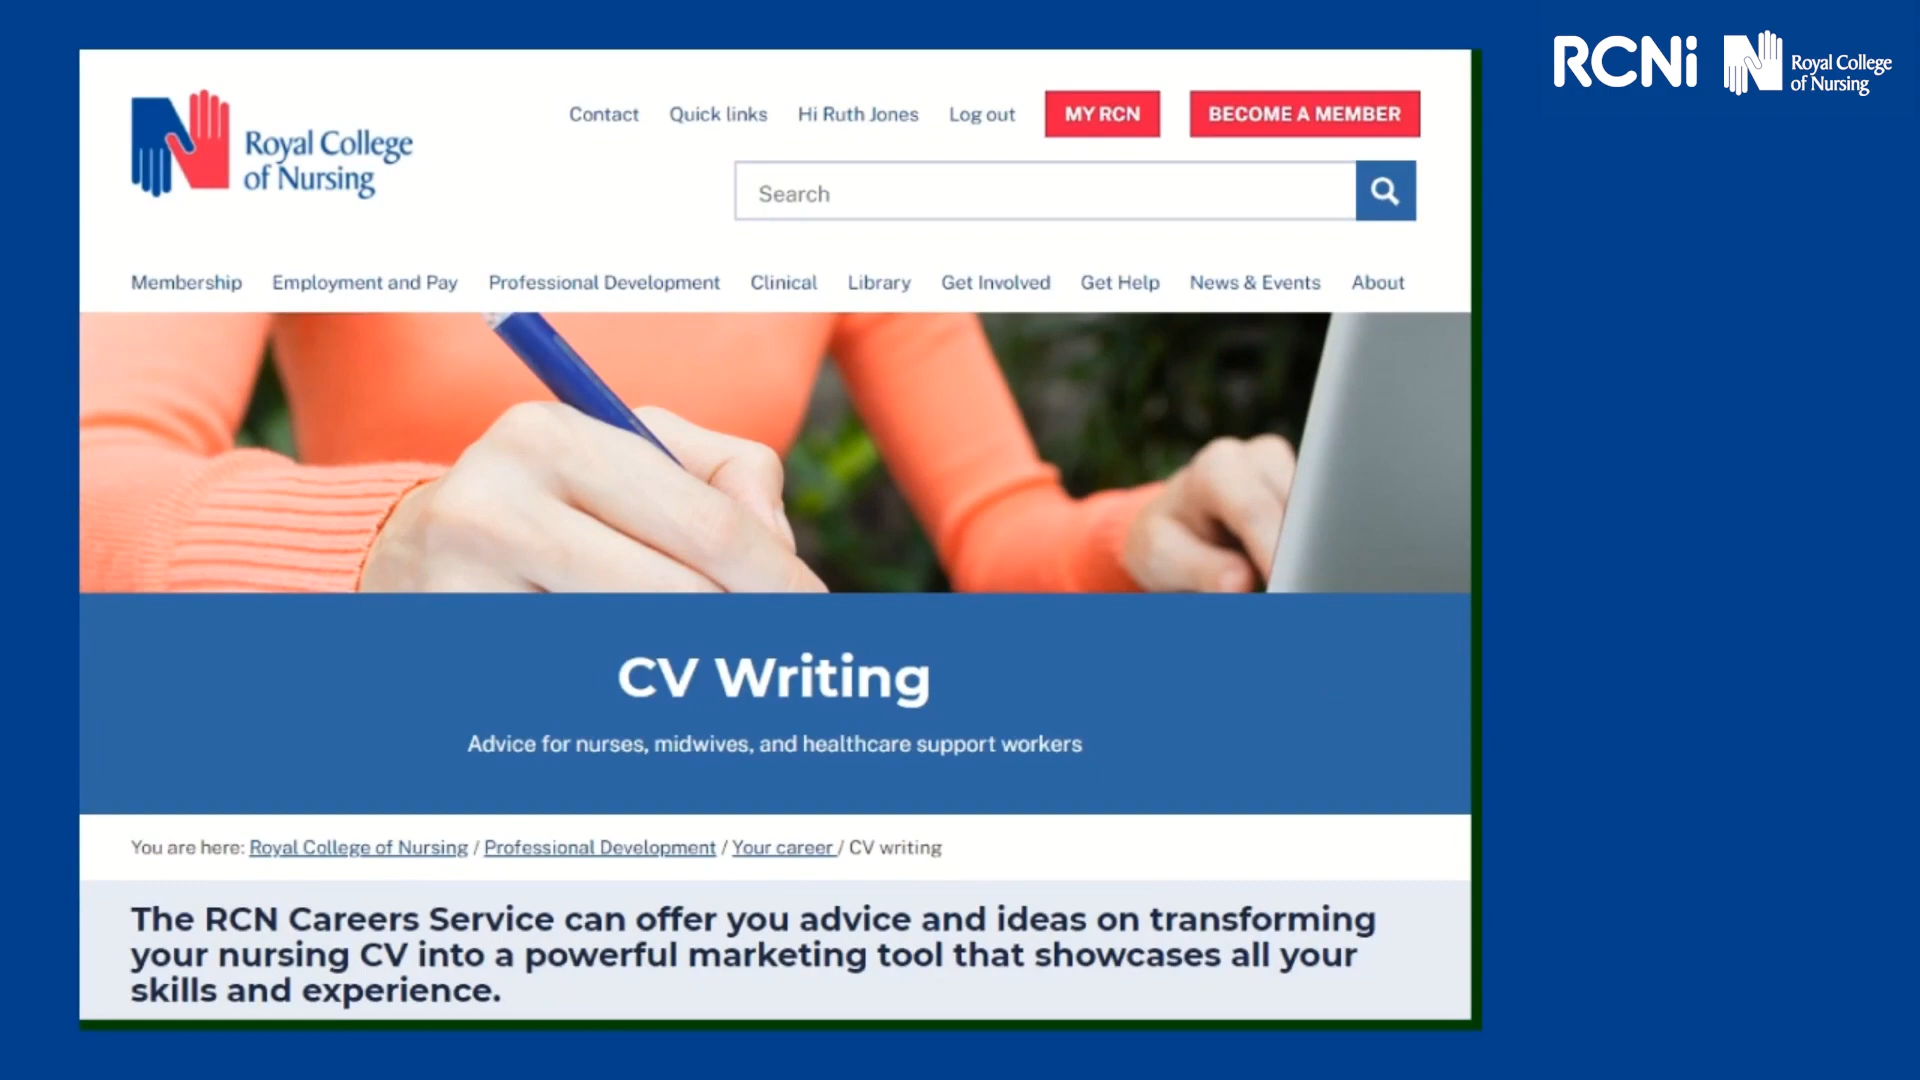 RCNi
Royal College
of Nursing
Royal College
of Nursing
Contact
Quick links
Hi Ruth Jones
Log out
MY RCN
BECOME A MEMBER
Search
Membership
Employment and Pay
Professional Development
Clinical
Library
Get Involved
Get Help
News & Events
About
CV Writing
Advice for nurses, midwives, and healthcare support workers
You are here: Royal College of Nursing / Professional Development / Your career / CV writing
The RCN Careers Service can offer you advice and ideas on transforming
your nursing CV into a powerful marketing tool that showcases all your
skills and experience.